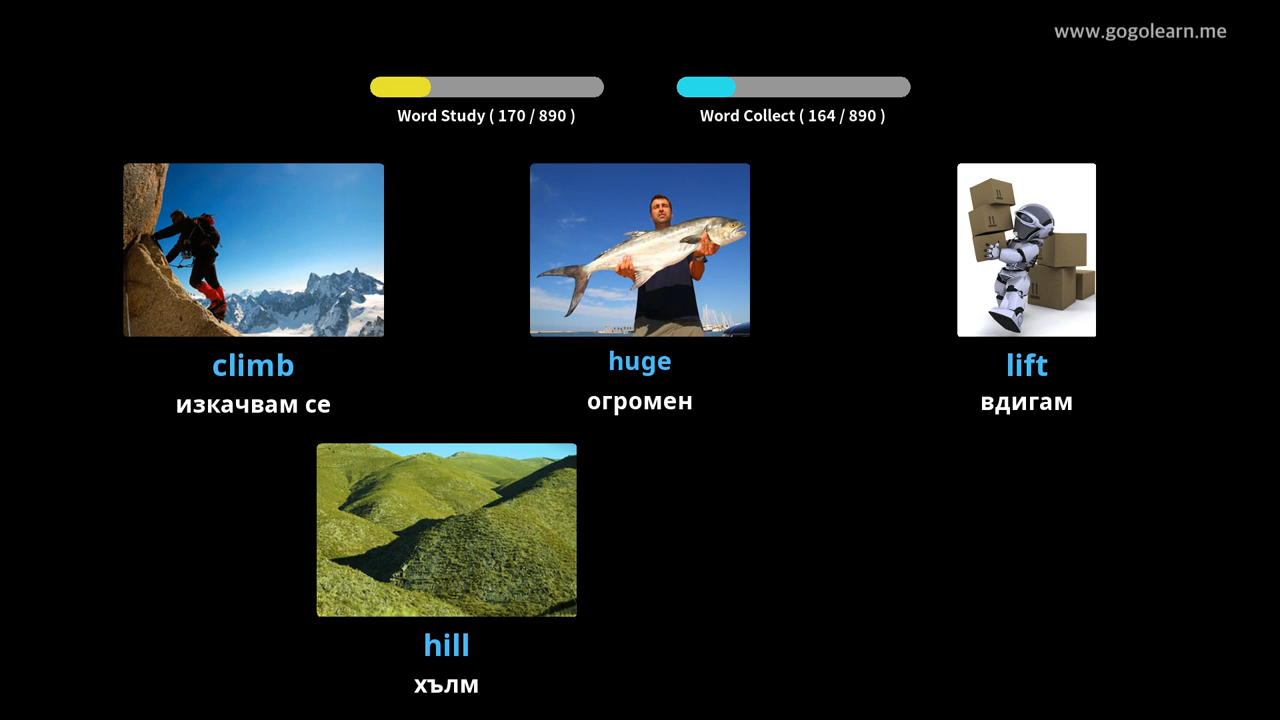 www.gogolearn.me
Word Study ( 170 / 890 )
Word Collect ( 164 / 890 )
climb
изкачвам се
huge
огромен
lift
вдигам
hill
хълм